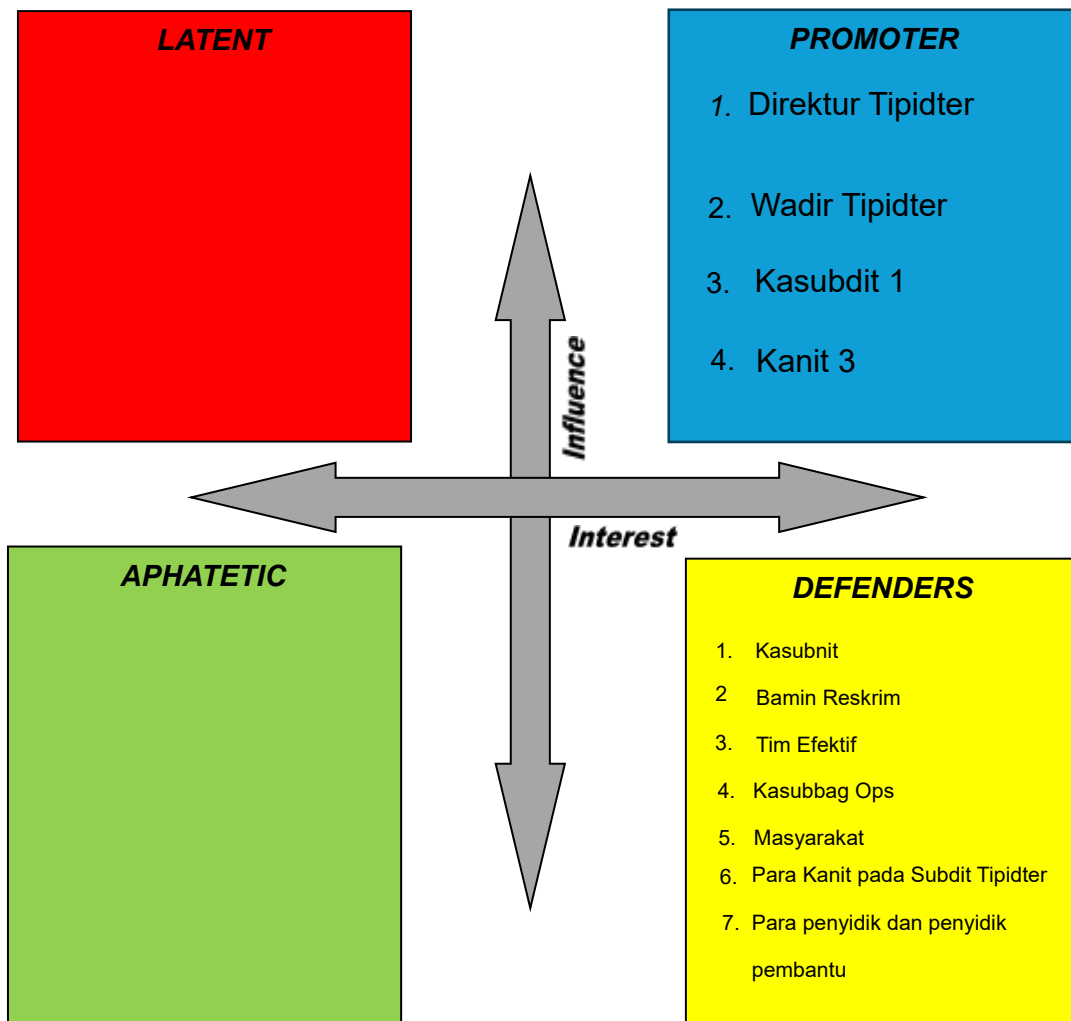 LATENT
PROMOTER
1. Direktur Tipidter
2. Wadir Tipidter
3. Kasubdit 1
4. Kanit 3
Influence
Interest
APHATETIC
DEFENDERS
1. Kasubnit
2 Bamin Reskrim
3. Tim Efektif
4. Kasubbag Ops
5. Masyarakat
6. Para Kanit pada Subdit Tipidter
7. Para penyidik dan penyidik
pembantu